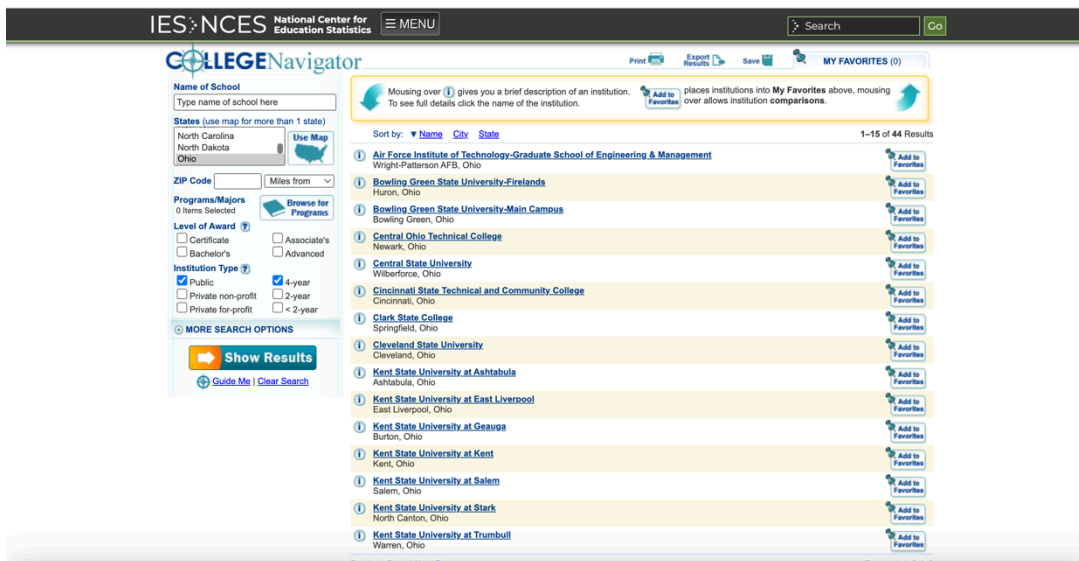 IES NCES National Center for Education Statistics
MENU
Search
Go
COLLEGENavigator
Print
Export Results
Save
MY FAVORITES (0)
Name of School
Type name of school here
States (use map for more than 1 state)
North Carolina
North Dakota
Ohio
Use Map
ZIP Code
Miles from
Programs/Majors
0 Items Selected
Browse for Programs
Level of Award ?
Certificate
Associate's
Bachelor's
Advanced
Institution Type ?
Public
4-year
Private non-profit
2-year
Private for-profit
< 2-year
MORE SEARCH OPTIONS
Show Results
Guide Me | Clear Search
Mousing over i gives you a brief description of an institution.
To see full details click the name of the institution.
Add to Favorites
places institutions into My Favorites above, mousing
over allows institution comparisons.
Sort by: ▼ Name City State
1–15 of 44 Results
Air Force Institute of Technology-Graduate School of Engineering & Management
Wright-Patterson AFB, Ohio
Add to Favorites
Bowling Green State University-Firelands
Huron, Ohio
Add to Favorites
Bowling Green State University-Main Campus
Bowling Green, Ohio
Add to Favorites
Central Ohio Technical College
Newark, Ohio
Add to Favorites
Central State University
Wilberforce, Ohio
Add to Favorites
Cincinnati State Technical and Community College
Cincinnati, Ohio
Add to Favorites
Clark State College
Springfield, Ohio
Add to Favorites
Cleveland State University
Cleveland, Ohio
Add to Favorites
Kent State University at Ashtabula
Ashtabula, Ohio
Add to Favorites
Kent State University at East Liverpool
East Liverpool, Ohio
Add to Favorites
Kent State University at Geauga
Burton, Ohio
Add to Favorites
Kent State University at Kent
Kent, Ohio
Add to Favorites
Kent State University at Salem
Salem, Ohio
Add to Favorites
Kent State University at Stark
North Canton, Ohio
Add to Favorites
Kent State University at Trumbull
Warren, Ohio
Add to Favorites